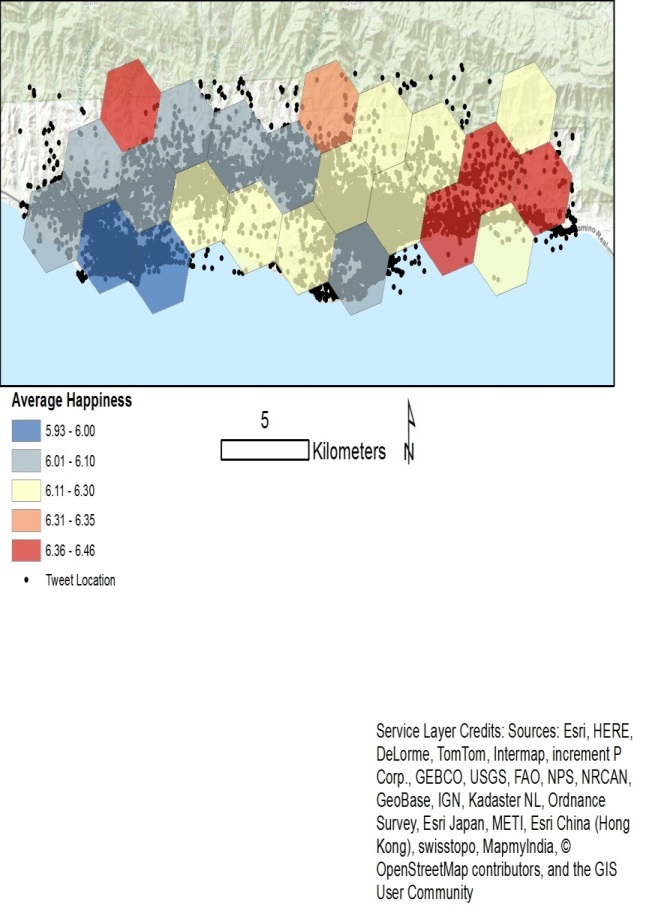 amino-Real
Average Happiness
5.93 - 6.00
6.01 - 6.10
6.11 - 6.30
6.31 - 6.35
6.36 - 6.46
Tweet Location
5
Kilometers
N
Service Layer Credits: Sources: Esri, HERE,
DeLorme, TomTom, Intermap, increment P
Corp., GEBCO, USGS, FAO, NPS, NRCAN,
GeoBase, IGN, Kadaster NL, Ordnance
Survey, Esri Japan, METI, Esri China (Hong
Kong), swisstopo, MapmyIndia, ©
OpenStreetMap contributors, and the GIS
User Community